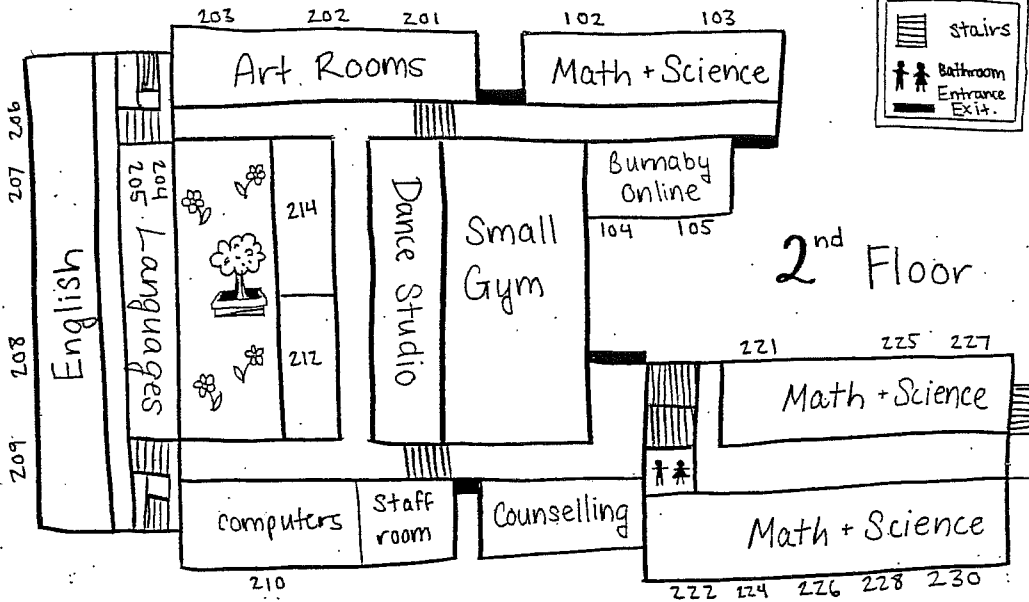 203 202 201 102 103
stairs
Bathroom
Entrance
Exit.
Art Rooms
Math + Science
206
207
208
209
English
204
205
Languages
214
212
Dance Studio
Small
Gym
Burnaby
Online
104 105
2nd Floor
221 225 227
Math + Science
computers
Staff
room
Counselling
Math + Science
210
222 224 226 228 230